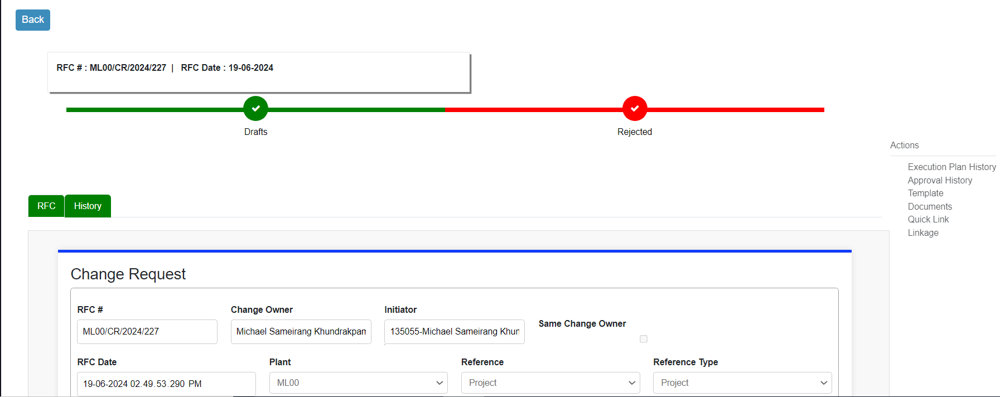 Back
RFC # : ML00/CR/2024/227 | RFC Date : 19-06-2024
Drafts
Rejected
Actions
Execution Plan History
Approval History
Template
Documents
Quick Link
Linkage
RFC
History
Change Request
RFC #
Change Owner
Initiator
Same Change Owner
ML00/CR/2024/227
Michael Sameirang Khundrakpam
135055-Michael Sameirang Khun
RFC Date
Plant
Reference
Reference Type
19-06-2024 02.49.53.290 PM
ML00
Project
Project